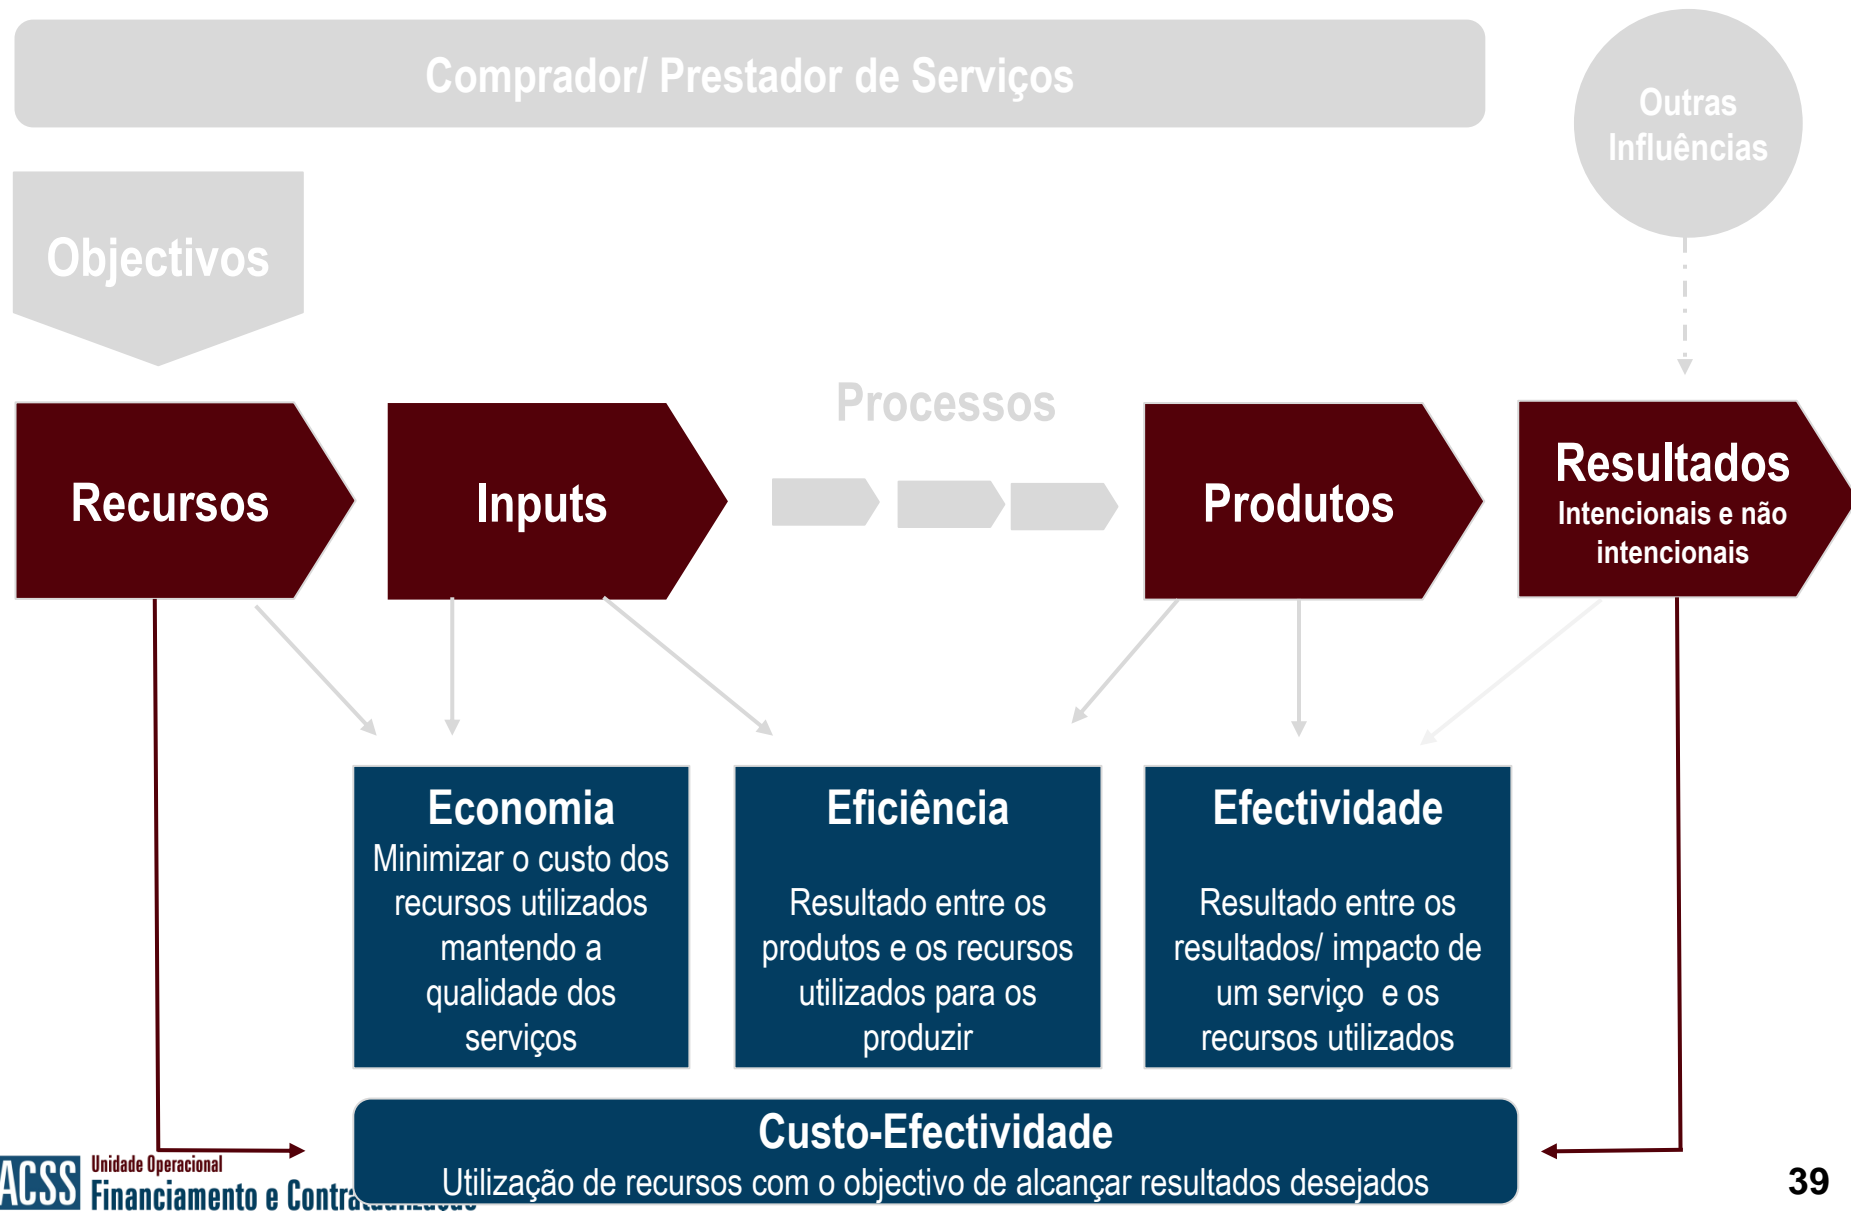 Comprador/ Prestador de Serviços
Outras
Influências
Objectivos
Processos
Recursos
Inputs
Produtos
Resultados
Intencionais e não
intencionais
Economia
Minimizar o custo dos
recursos utilizados
mantendo a
qualidade dos
serviços
Eficiência
Resultado entre os
produtos e os recursos
utilizados para os
produzir
Efectividade
Resultado entre os
resultados/ impacto de
um serviço e os
recursos utilizados
Custo-Efectividade
Utilização de recursos com o objectivo de alcançar resultados desejados
ACSS
Unidade Operacional
Financiamento e
39